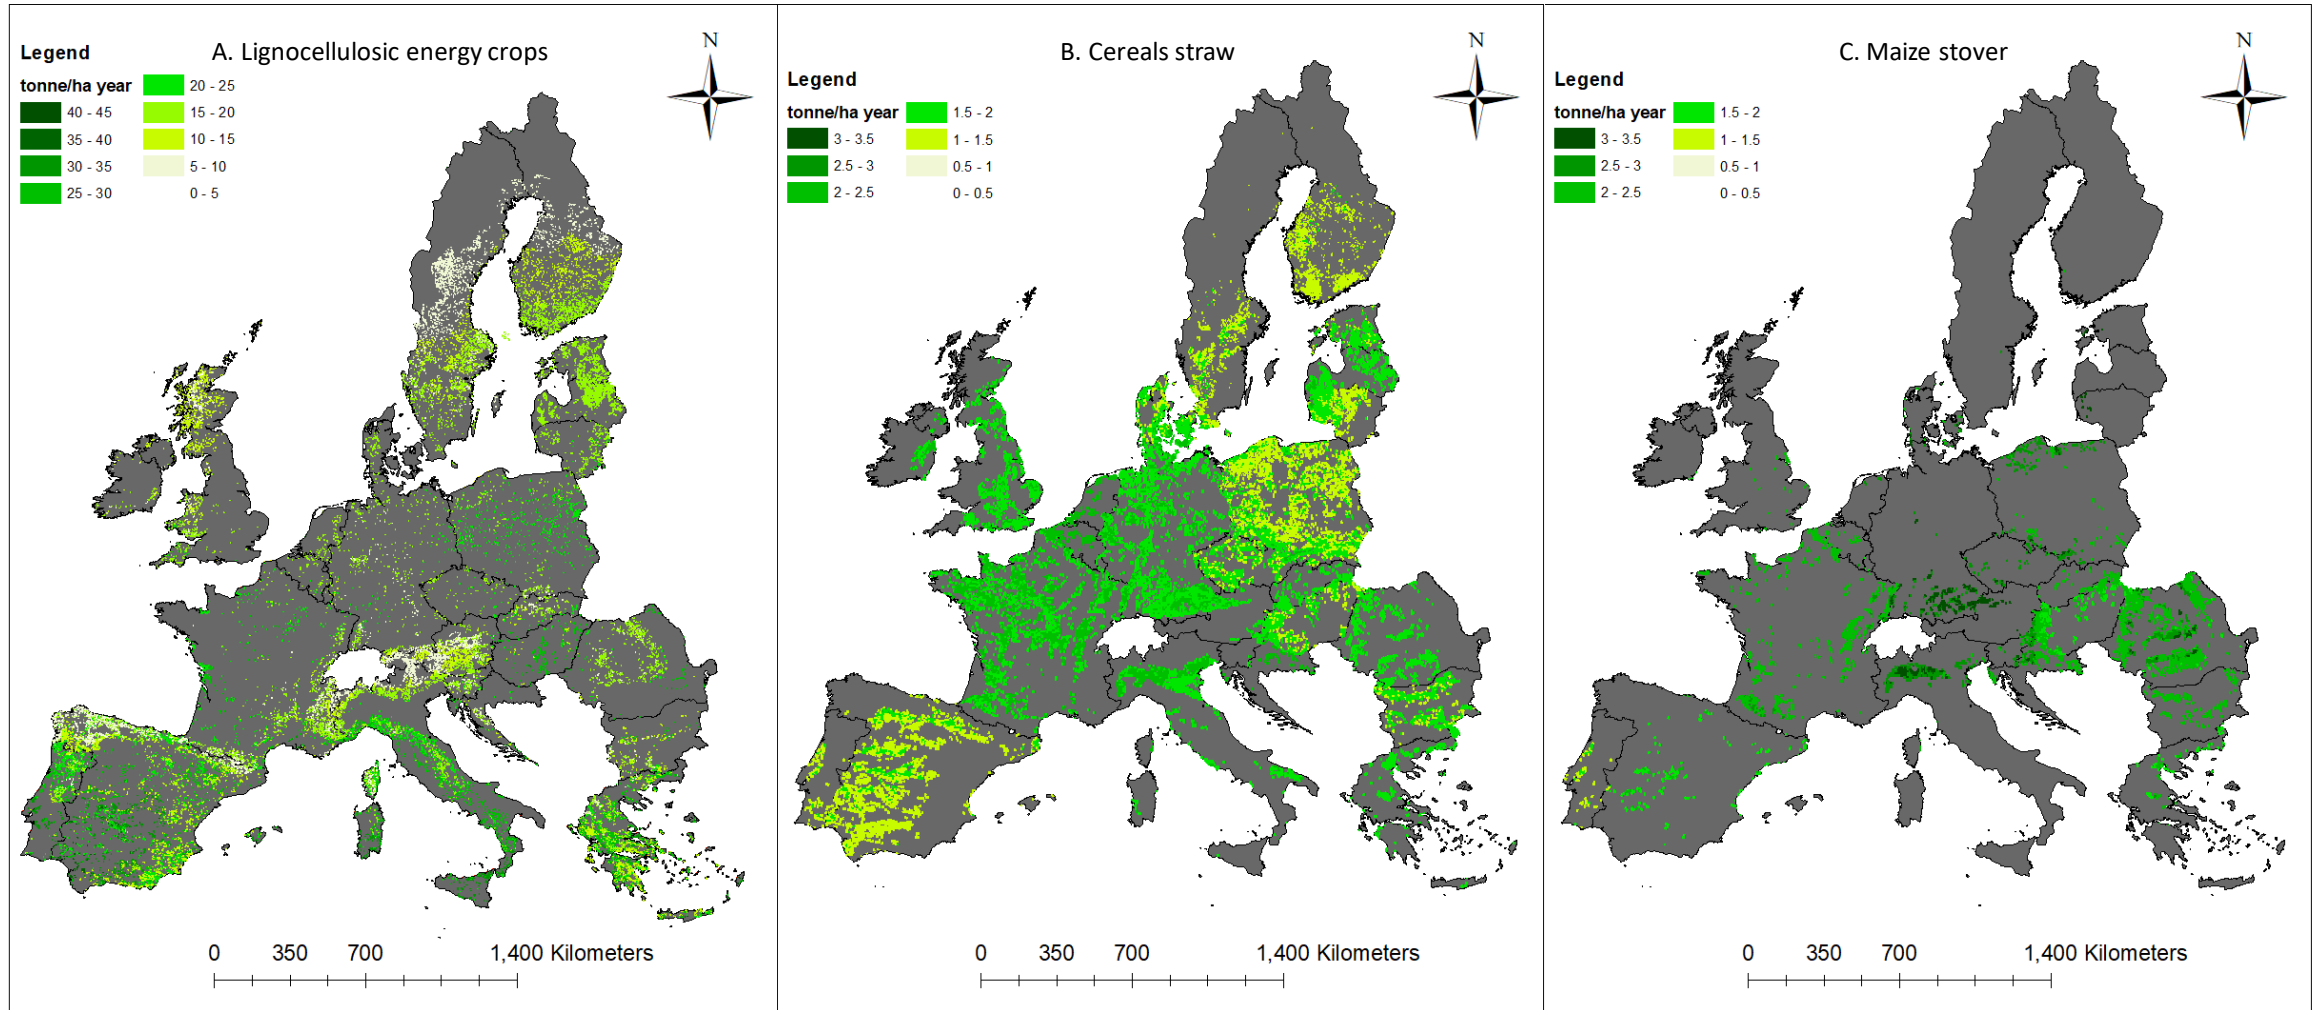 A. Lignocellulosic energy crops
N
Legend
tonne/ha year
40 - 45
35 - 40
30 - 35
25 - 30
20 - 25
15 - 20
10 - 15
5 - 10
0 - 5
0 350 700 1,400 Kilometers
B. Cereals straw
N
Legend
tonne/ha year
3 - 3.5
2.5 - 3
2 - 2.5
1.5 - 2
1 - 1.5
0.5 - 1
0 - 0.5
0 350 700 1,400 Kilometers
C. Maize stover
N
Legend
tonne/ha year
3 - 3.5
2.5 - 3
2 - 2.5
1.5 - 2
1 - 1.5
0.5 - 1
0 - 0.5
0 350 700 1,400 Kilometers